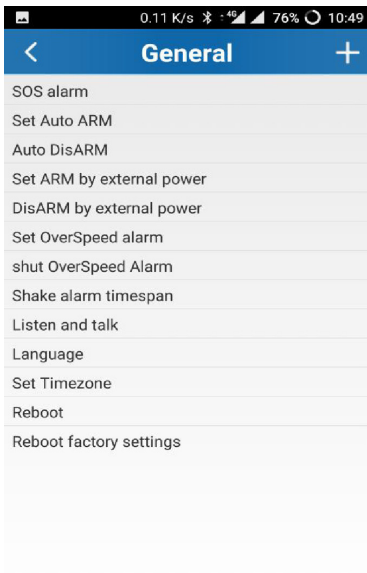 0.11 K/s 4G 76% 10:49
General
SOS alarm
Set Auto ARM
Auto DisARM
Set ARM by external power
DisARM by external power
Set OverSpeed alarm
shut OverSpeed Alarm
Shake alarm timespan
Listen and talk
Language
Set Timezone
Reboot
Reboot factory settings